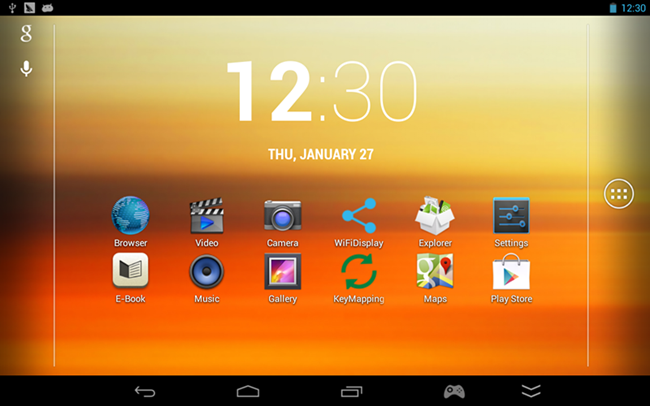 12:30
g
12:30
THU, JANUARY 27
Browser Video Camera WiFiDisplay Explorer Settings
E-Book Music Gallery KeyMapping Maps Play Store